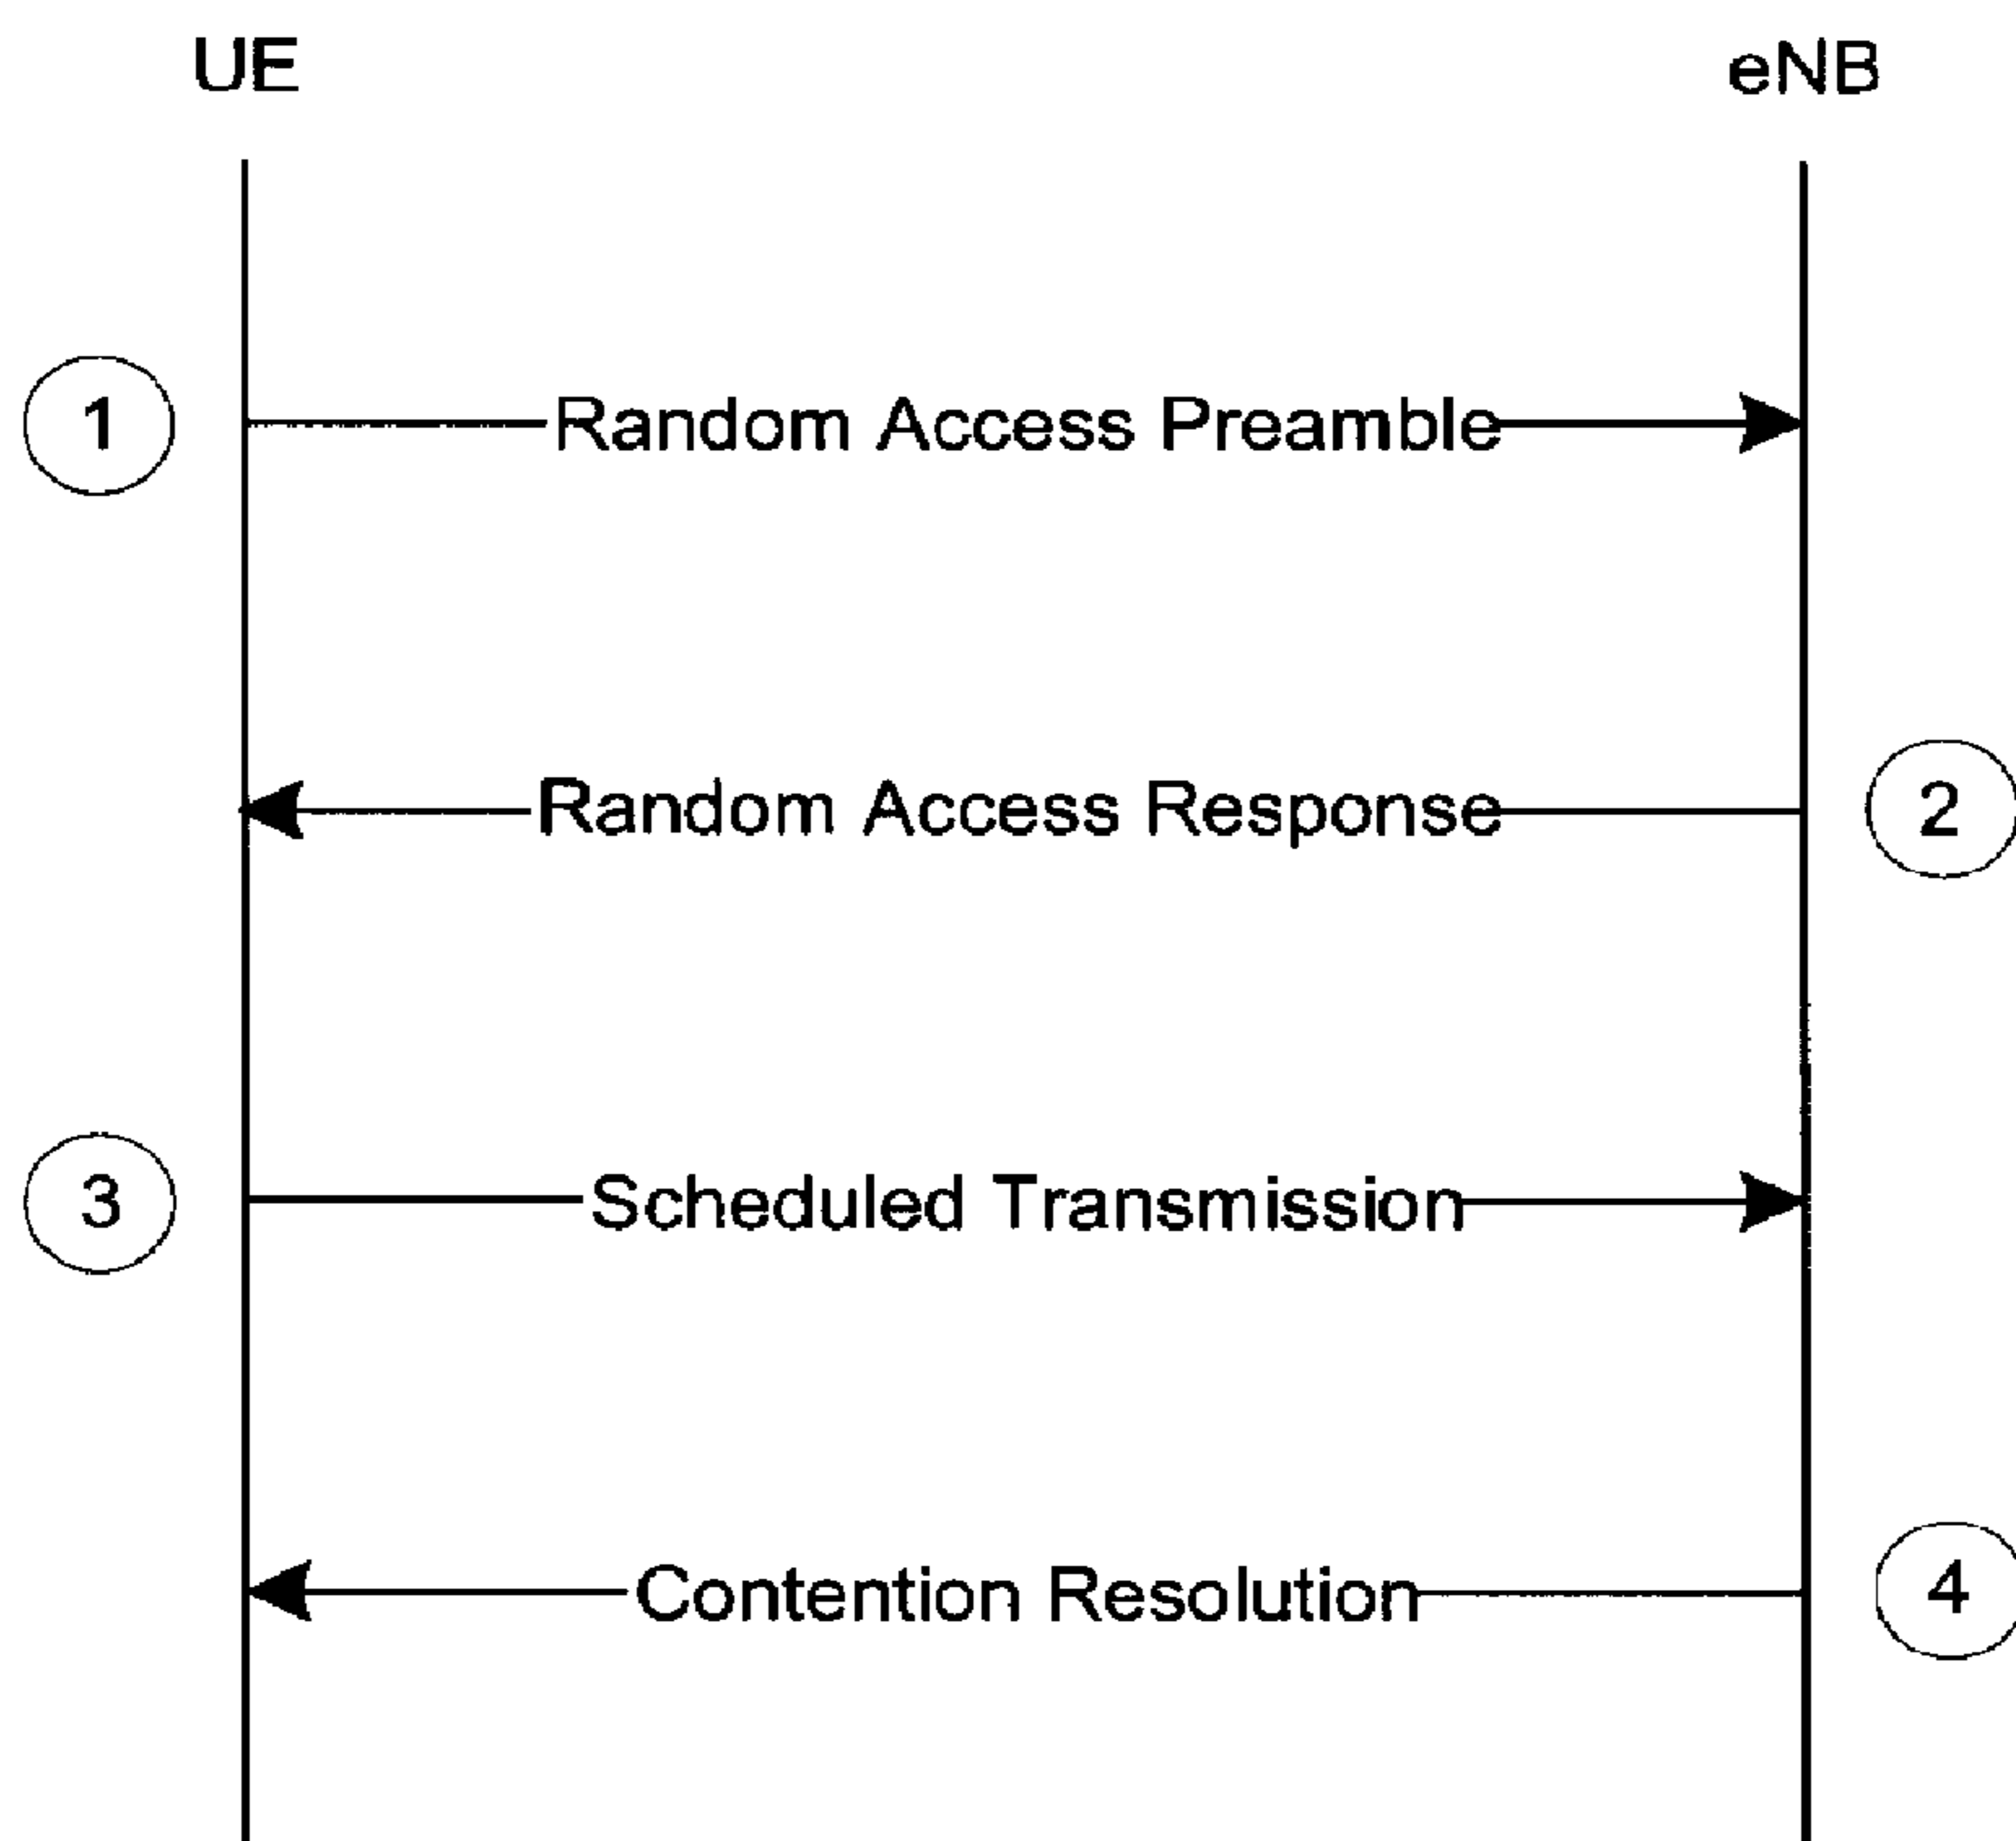 UE
eNB
1
Random Access Preamble
Random Access Response
2
3
Scheduled Transmission
Contention Resolution
4